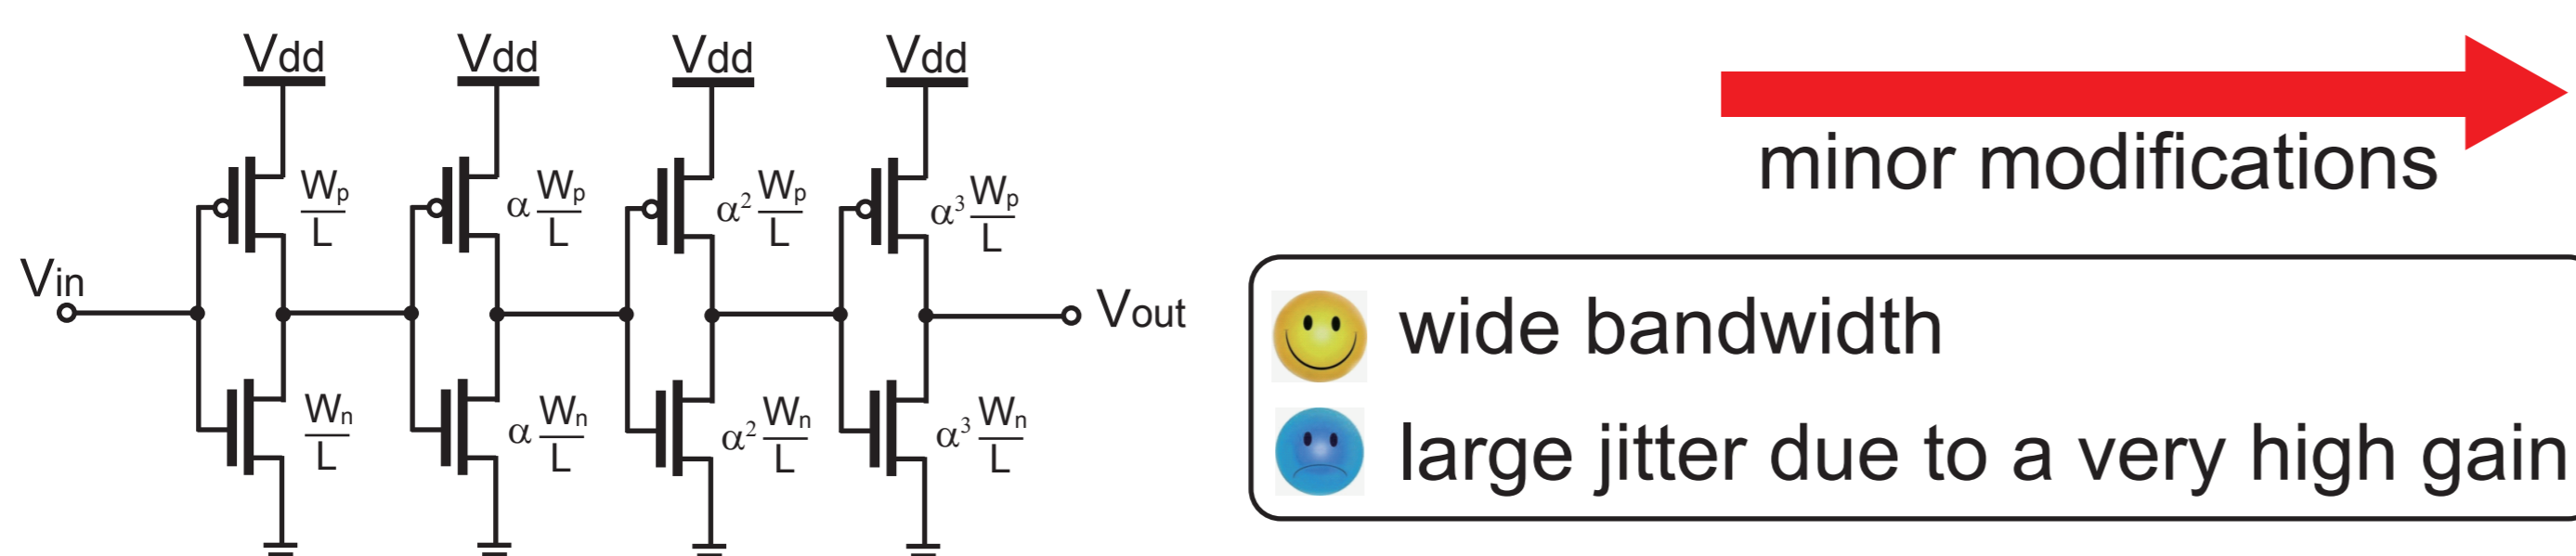 Vdd Vdd Vdd Vdd
minor modifications
Wp/L α Wp/L α² Wp/L α³ Wp/L
Vin
Vout
wide bandwidth
Wn/L α Wn/L α² Wn/L α³ Wn/L
large jitter due to a very high gain